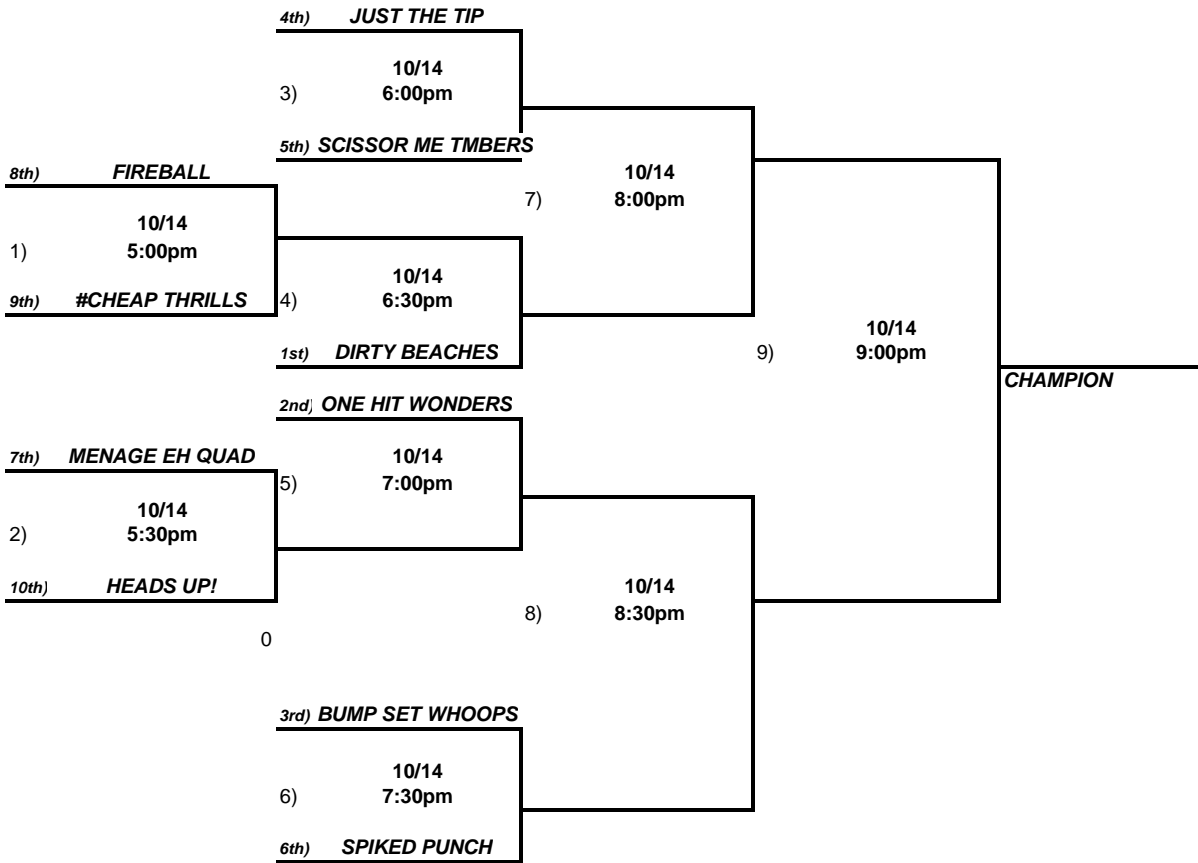 4th) JUST THE TIP
10/14
3) 6:00pm
5th) SCISSOR ME TMBERS
8th) FIREBALL
10/14
7) 8:00pm
10/14
1) 5:00pm
10/14
9th) #CHEAP THRILLS
4) 6:30pm
10/14
1st) DIRTY BEACHES
9) 9:00pm
CHAMPION
2nd) ONE HIT WONDERS
7th) MENAGE EH QUAD
10/14
5) 7:00pm
10/14
2) 5:30pm
10th) HEADS UP!
10/14
8) 8:30pm
0
3rd) BUMP SET WHOOPS
10/14
6) 7:30pm
6th) SPIKED PUNCH